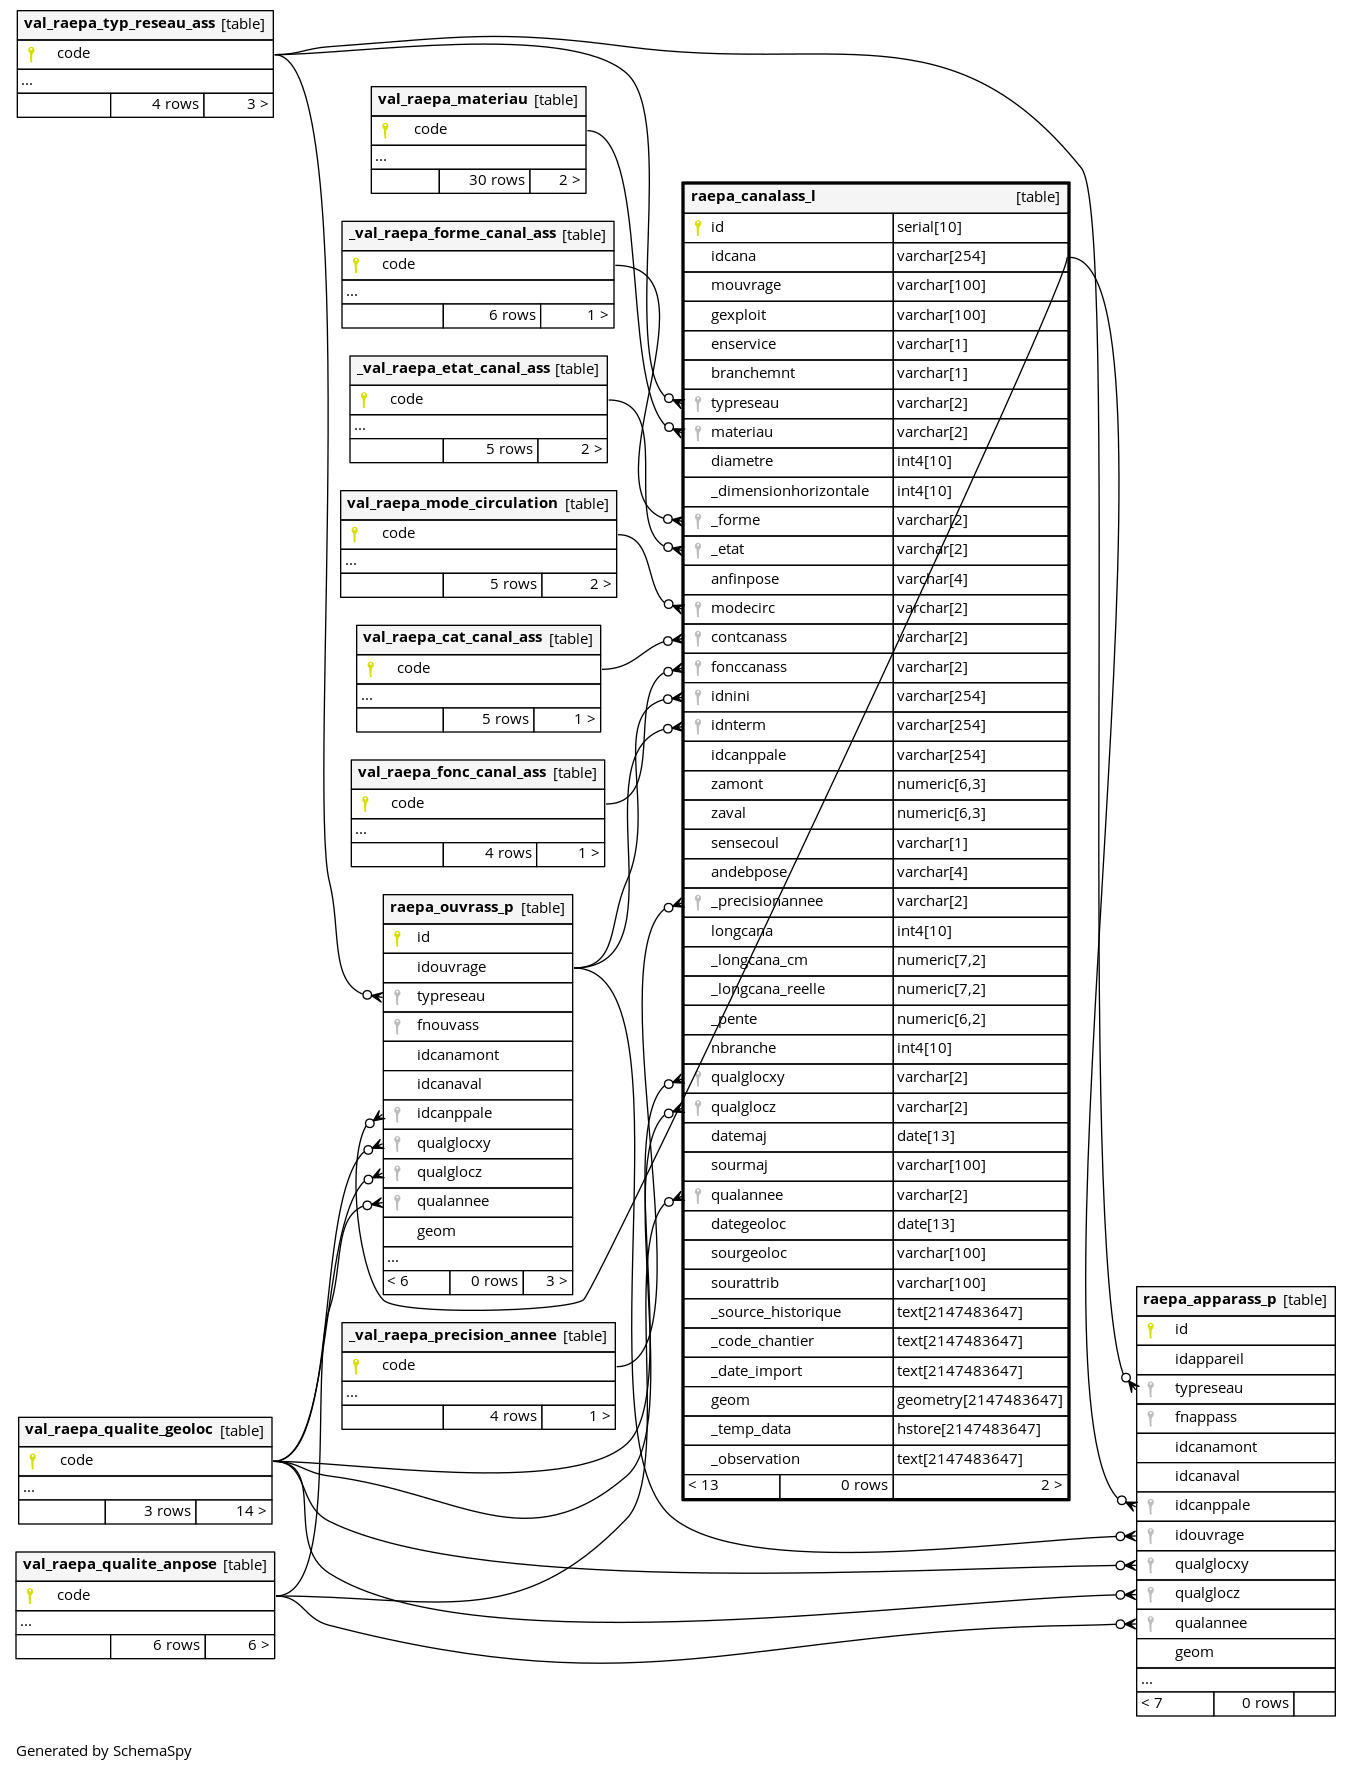 val_raepa_typ_reseau_ass [table]
code
...
4 rows 3 >
val_raepa_materiau [table]
code
...
30 rows 2 >
_val_raepa_forme_canal_ass [table]
code
...
6 rows 1 >
_val_raepa_etat_canal_ass [table]
code
...
5 rows 2 >
val_raepa_mode_circulation [table]
code
...
5 rows 2 >
val_raepa_cat_canal_ass [table]
code
...
5 rows 1 >
val_raepa_fonc_canal_ass [table]
code
...
4 rows 1 >
raepa_ouvrass_p [table]
id
idouvrage
typreseau
fnouvass
idcanamont
idcanaval
idcanppale
qualglocxy
qualglocz
qualannee
geom
...
< 6 0 rows 3 >
_val_raepa_precision_annee [table]
code
...
4 rows 1 >
val_raepa_qualite_geoloc [table]
code
...
3 rows 14 >
val_raepa_qualite_anpose [table]
code
...
6 rows 6 >
raepa_canalass_l [table]
id serial[10]
idcana varchar[254]
mouvrage varchar[100]
gexploit varchar[100]
enservice varchar[1]
branchemnt varchar[1]
typreseau varchar[2]
materiau varchar[2]
diametre int4[10]
_dimensionhorizontale int4[10]
_forme varchar[2]
_etat varchar[2]
anfinpose varchar[4]
modecirc varchar[2]
contcanass varchar[2]
fonccanass varchar[2]
idnini varchar[254]
idnterm varchar[254]
idcanppale varchar[254]
zamont numeric[6,3]
zaval numeric[6,3]
sensecoul varchar[1]
andebpose varchar[4]
_precisionannee varchar[2]
longcana int4[10]
_longcana_cm numeric[7,2]
_longcana_reelle numeric[7,2]
_pente numeric[6,2]
nbranche int4[10]
qualglocxy varchar[2]
qualglocz varchar[2]
datemaj date[13]
sourmaj varchar[100]
qualannee varchar[2]
dategeoloc date[13]
sourgeoloc varchar[100]
sourattrib varchar[100]
_source_historique text[2147483647]
_code_chantier text[2147483647]
_date_import text[2147483647]
geom geometry[2147483647]
_temp_data hstore[2147483647]
_observation text[2147483647]
< 13 0 rows 2 >
raepa_apparass_p [table]
id
idappareil
typreseau
fnappass
idcanamont
idcanaval
idcanppale
idouvrage
qualglocxy
qualglocz
qualannee
geom
...
< 7 0 rows
Generated by SchemaSpy